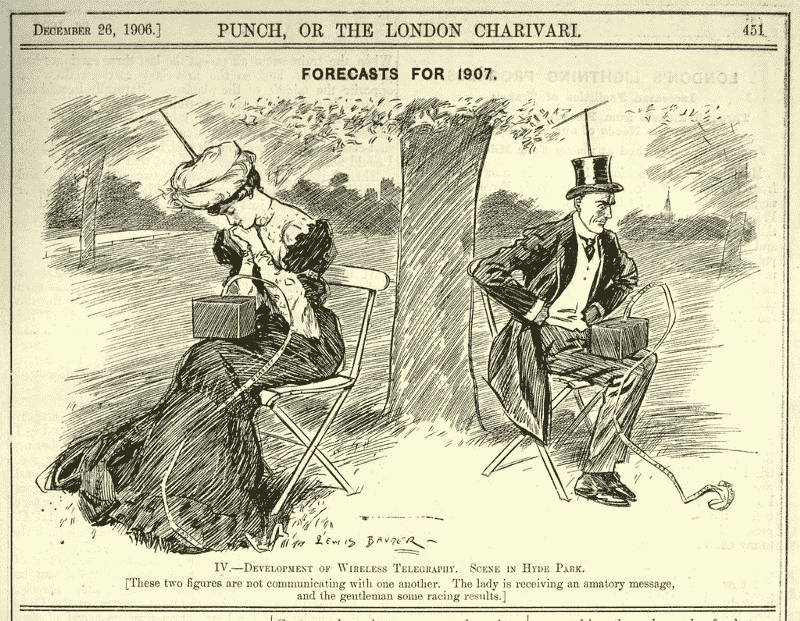 December 26, 1906.] PUNCH, OR THE LONDON CHARIVARI. 451
FORECASTS FOR 1907.
Lewis Baumer
IV.—Development of Wireless Telegraphy. Scene in Hyde Park.
[These two figures are not communicating with one another. The lady is receiving an amatory message,
and the gentleman some racing results.]